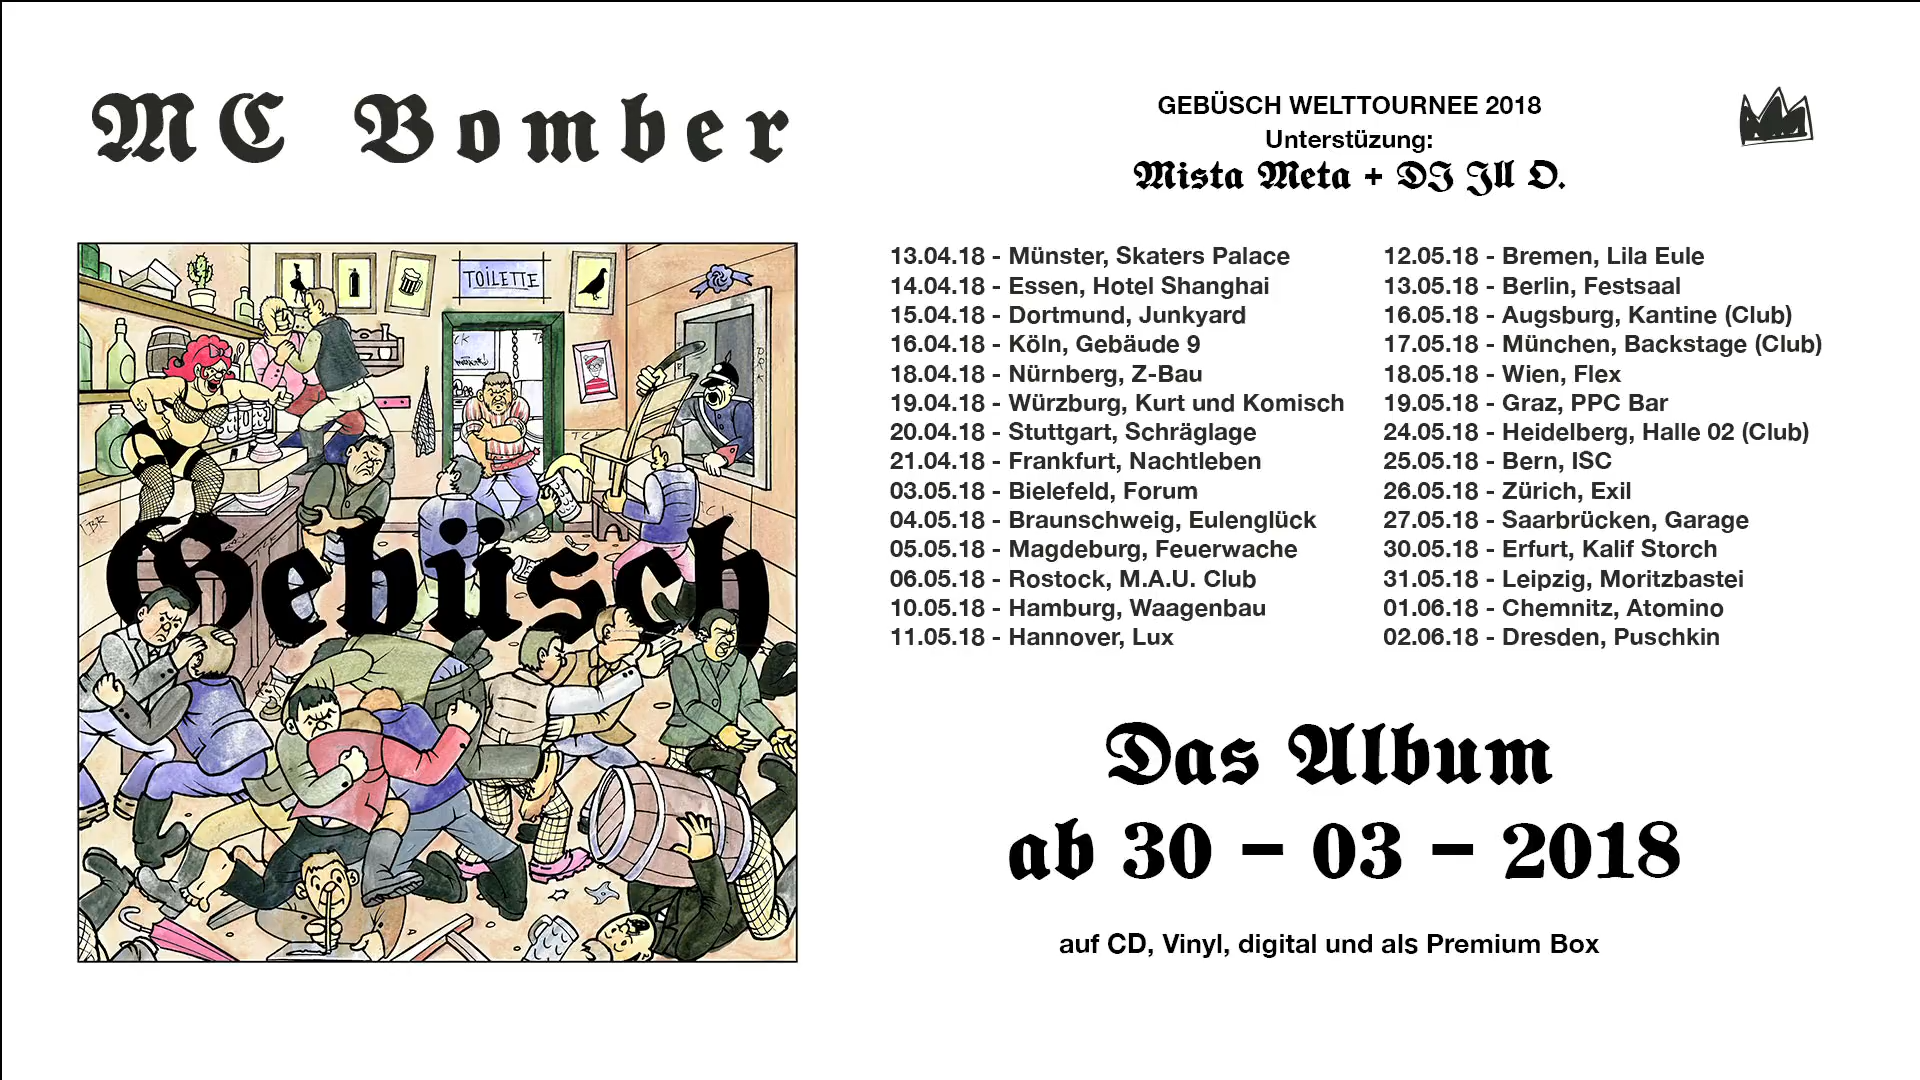 MC Bomber
GEBÜSCH WELTTOURNEE 2018
Unterstüzung:
Mista Meta + DJ Ill O.
TOILETTE
Gebüsch
13.04.18 - Münster, Skaters Palace
14.04.18 - Essen, Hotel Shanghai
15.04.18 - Dortmund, Junkyard
16.04.18 - Köln, Gebäude 9
18.04.18 - Nürnberg, Z-Bau
19.04.18 - Würzburg, Kurt und Komisch
20.04.18 - Stuttgart, Schräglage
21.04.18 - Frankfurt, Nachtleben
03.05.18 - Bielefeld, Forum
04.05.18 - Braunschweig, Eulenglück
05.05.18 - Magdeburg, Feuerwache
06.05.18 - Rostock, M.A.U. Club
10.05.18 - Hamburg, Waagenbau
11.05.18 - Hannover, Lux
12.05.18 - Bremen, Lila Eule
13.05.18 - Berlin, Festsaal
16.05.18 - Augsburg, Kantine (Club)
17.05.18 - München, Backstage (Club)
18.05.18 - Wien, Flex
19.05.18 - Graz, PPC Bar
24.05.18 - Heidelberg, Halle 02 (Club)
25.05.18 - Bern, ISC
26.05.18 - Zürich, Exil
27.05.18 - Saarbrücken, Garage
30.05.18 - Erfurt, Kalif Storch
31.05.18 - Leipzig, Moritzbastei
01.06.18 - Chemnitz, Atomino
02.06.18 - Dresden, Puschkin
Das Album
ab 30 – 03 – 2018
auf CD, Vinyl, digital und als Premium Box